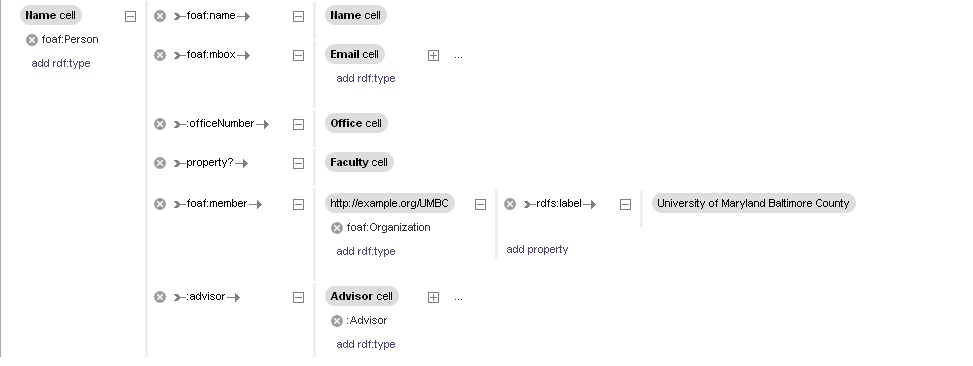 Name cell foaf:name Name cell
foaf:Person
add rdf:type
foaf:mbox Email cell ...
add rdf:type
:officeNumber Office cell
property? Faculty cell
foaf:member http://example.org/UMBC rdfs:label University of Maryland Baltimore County
foaf:Organization
add rdf:type add property
:advisor Advisor cell ...
:Advisor
add rdf:type